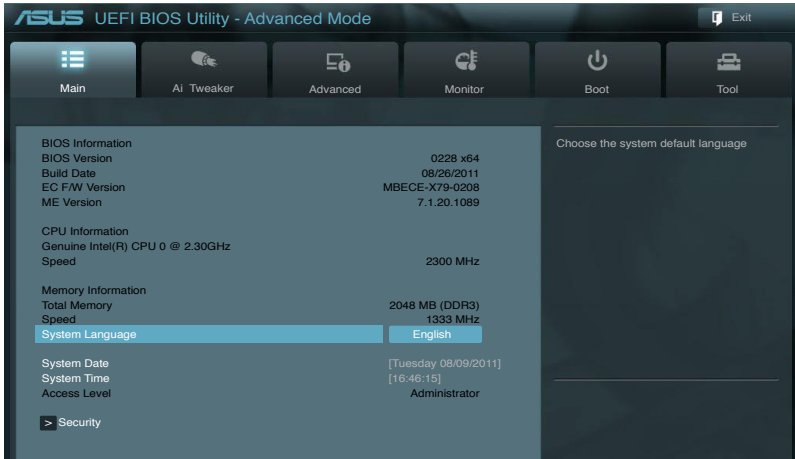 ASUS UEFI BIOS Utility - Advanced Mode
Exit
Main Ai Tweaker Advanced Monitor Boot Tool
BIOS Information
BIOS Version 0228 x64
Build Date 08/26/2011
EC F/W Version MBECE-X79-0208
ME Version 7.1.20.1089
CPU Information
Genuine Intel(R) CPU 0 @ 2.30GHz
Speed 2300 MHz
Memory Information
Total Memory 2048 MB (DDR3)
Speed 1333 MHz
System Language English
System Date [Tuesday 08/09/2011]
System Time [16:46:15]
Access Level Administrator
> Security
Choose the system default language